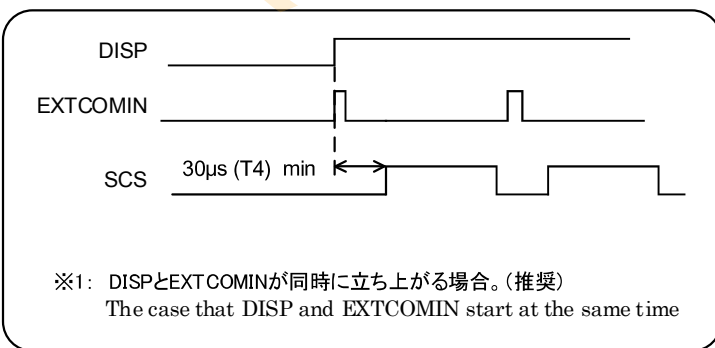 DISP
EXTCOMIN
30µs (T4) min
SCS
※1： DISPとEXTCOMINが同時に立ち上がる場合。（推奨）
The case that DISP and EXTCOMIN start at the same time